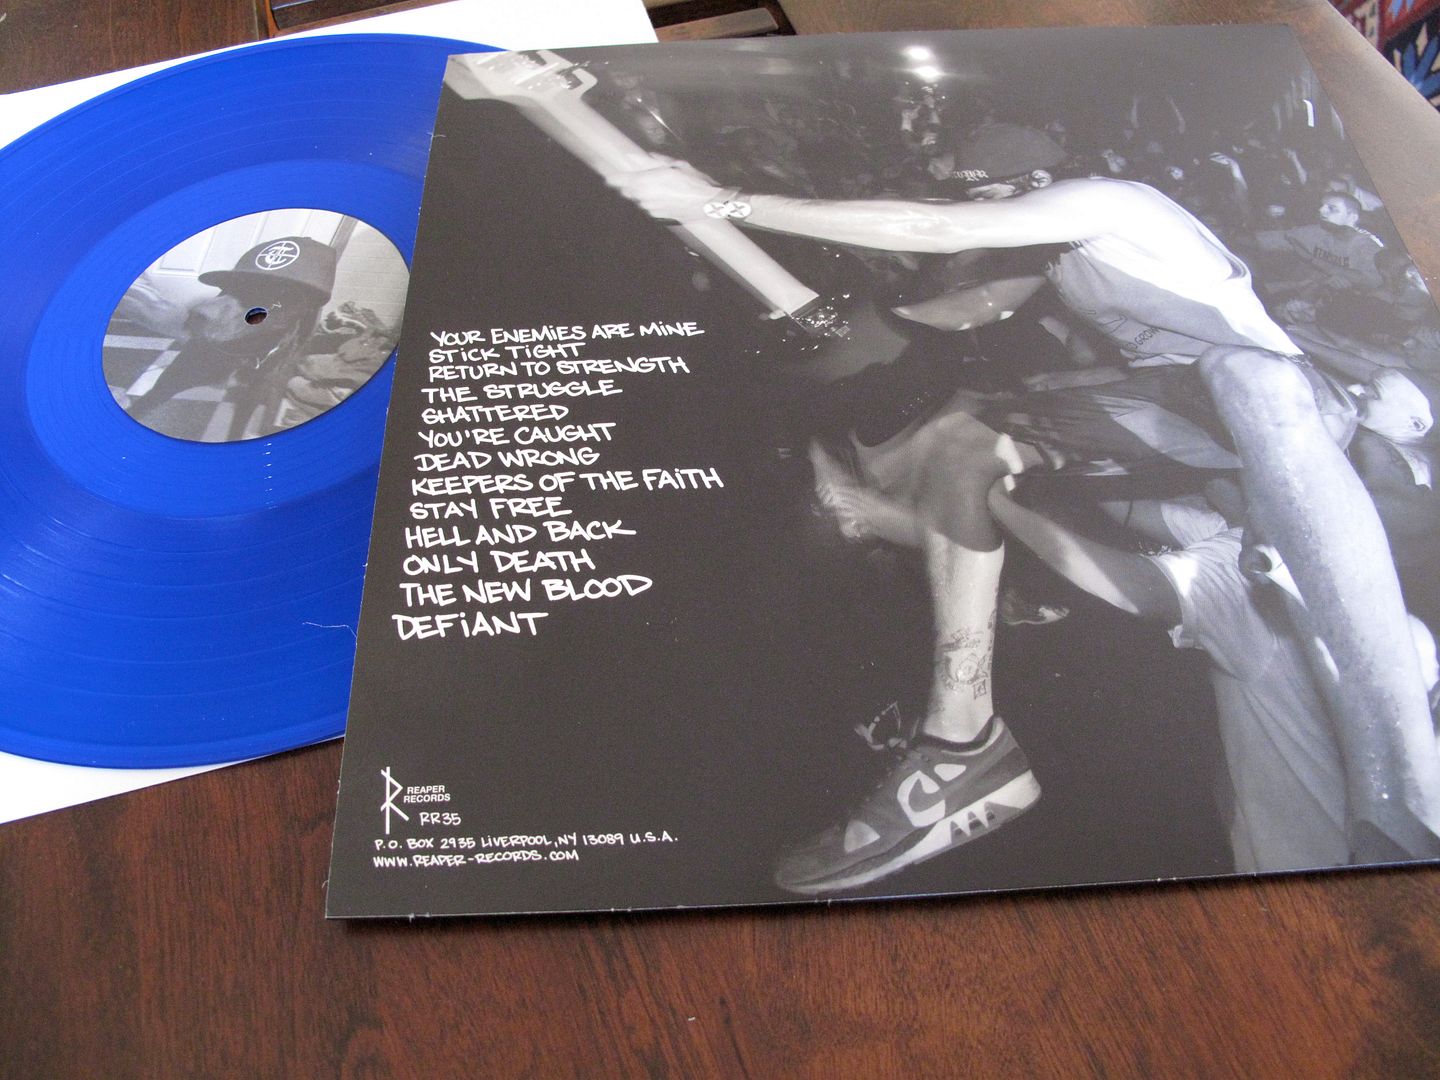 YOUR ENEMIES ARE MINE
STICK TIGHT
RETURN TO STRENGTH
THE STRUGGLE
SHATTERED
YOU'RE CAUGHT
DEAD WRONG
KEEPERS OF THE FAITH
STAY FREE
HELL AND BACK
ONLY DEATH
THE NEW BLOOD
DEFIANT
REAPER
RECORDS
RR35
P.O. BOX 2935 LIVERPOOL, NY 13089 U.S.A.
WWW.REAPER-RECORDS.COM